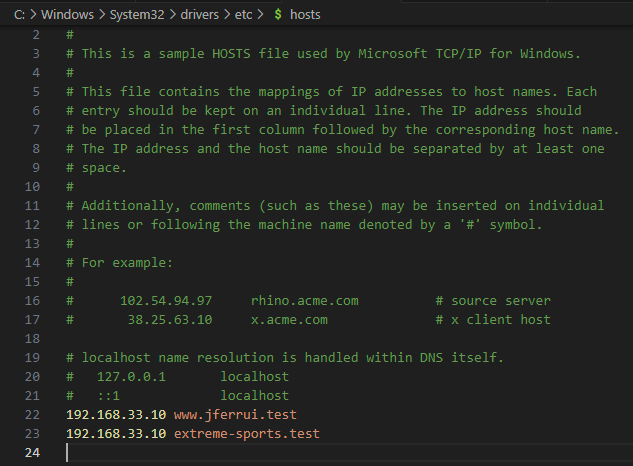 C: > Windows > System32 > drivers > etc > $ hosts
2 #
3 # This is a sample HOSTS file used by Microsoft TCP/IP for Windows.
4 #
5 # This file contains the mappings of IP addresses to host names. Each
6 # entry should be kept on an individual line. The IP address should
7 # be placed in the first column followed by the corresponding host name.
8 # The IP address and the host name should be separated by at least one
9 # space.
10 #
11 # Additionally, comments (such as these) may be inserted on individual
12 # lines or following the machine name denoted by a '#' symbol.
13 #
14 # For example:
15 #
16 #      102.54.94.97     rhino.acme.com          # source server
17 #       38.25.63.10     x.acme.com              # x client host
18
19 # localhost name resolution is handled within DNS itself.
20 #   127.0.0.1       localhost
21 #   ::1             localhost
22 192.168.33.10 www.jferrui.test
23 192.168.33.10 extreme-sports.test
24